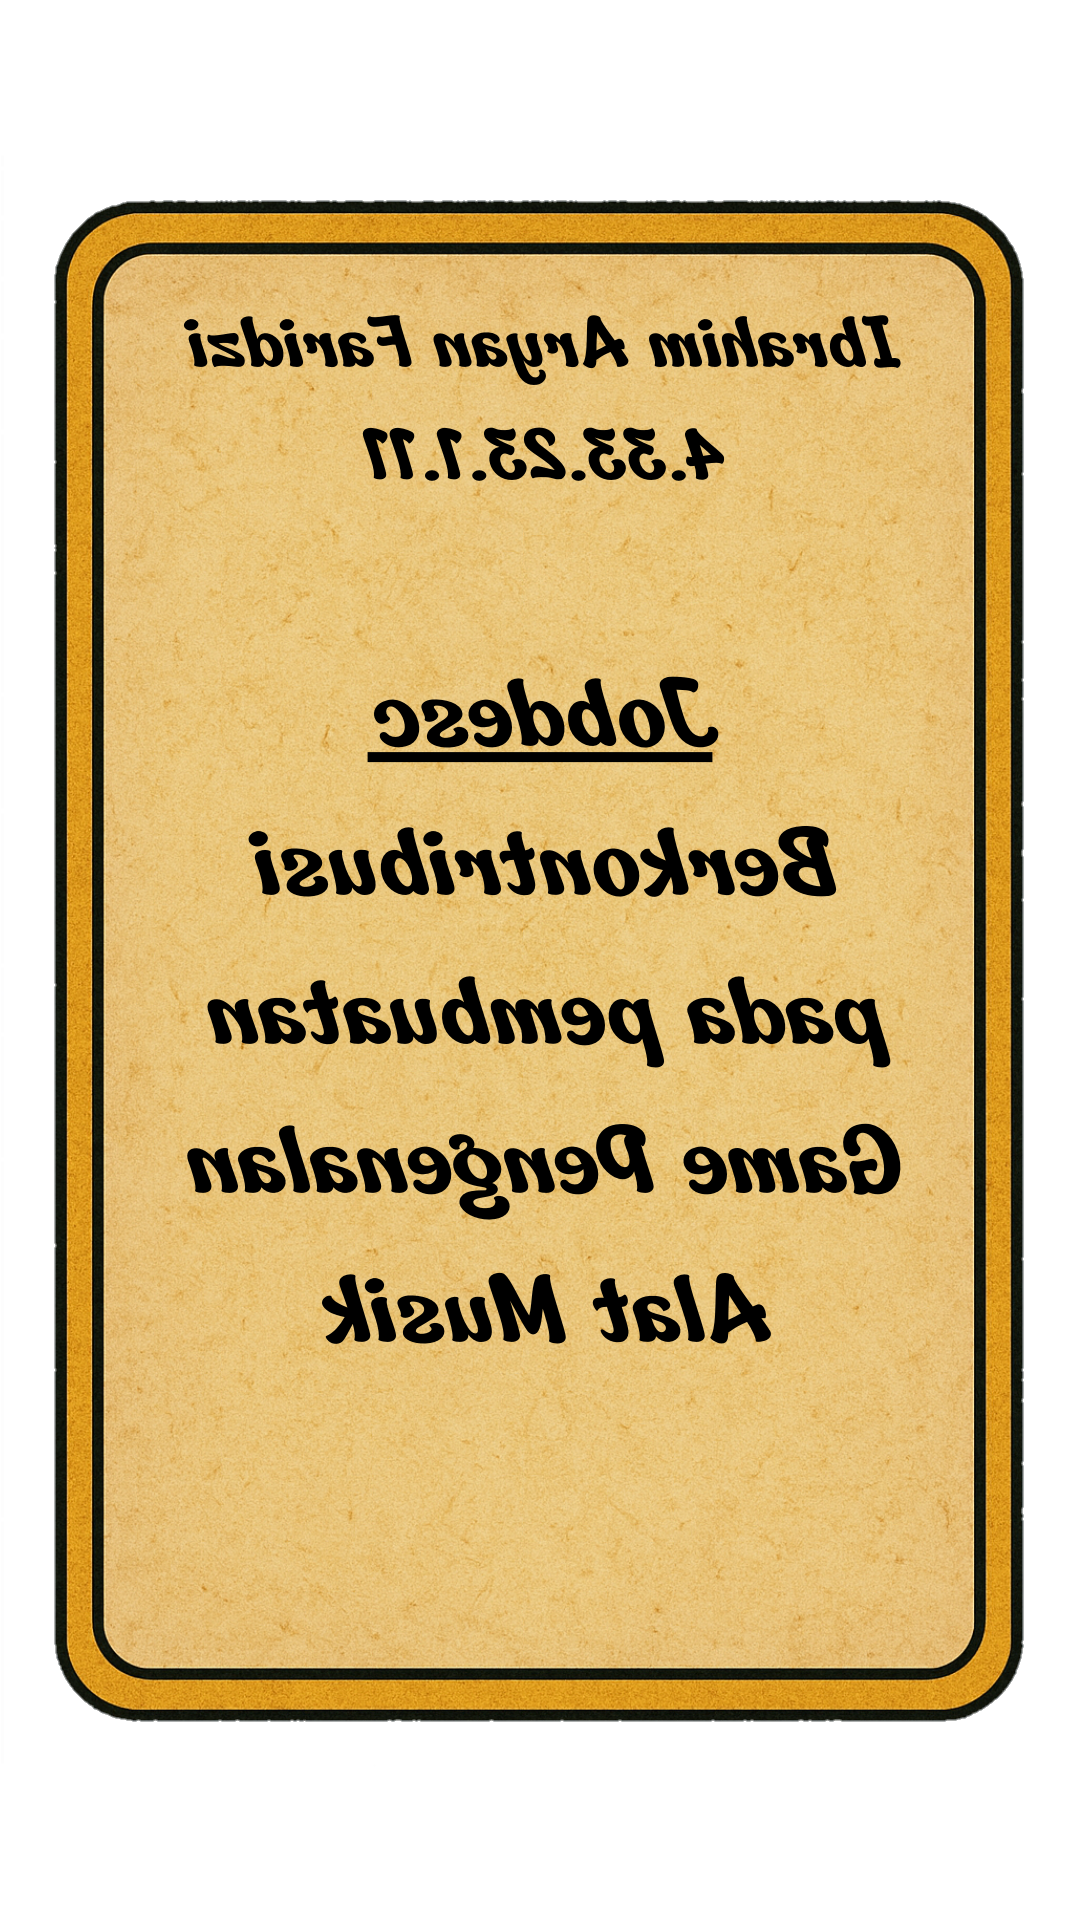 Ibrahim Aryan Faridzi
4.33.23.1.11
Jobdesc
Berkontribusi
pada pembuatan
Game Pengenalan
Alat Musik